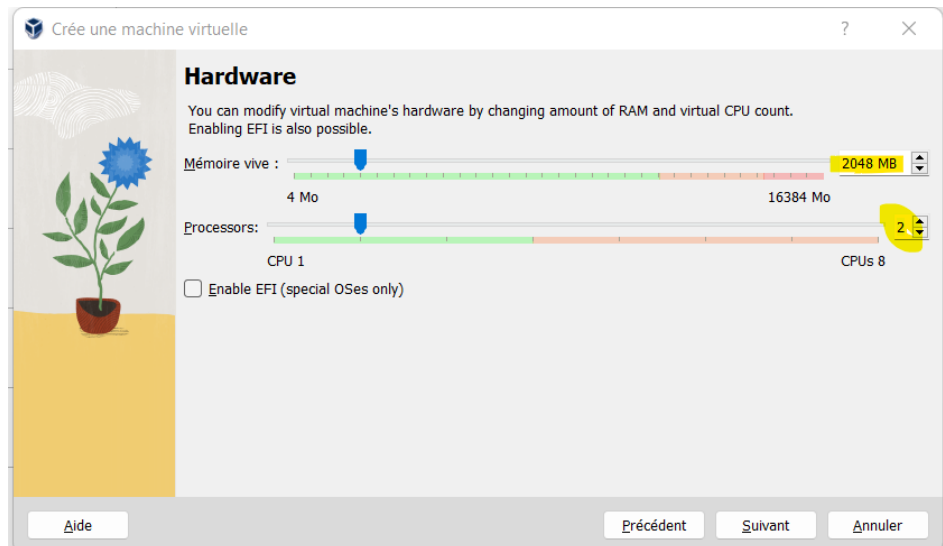 Crée une machine virtuelle
?
Hardware
You can modify virtual machine's hardware by changing amount of RAM and virtual CPU count.
Enabling EFI is also possible.
Mémoire vive : 2048 MB
4 Mo 16384 Mo
Processors: 2
CPU 1 CPUs 8
Enable EFI (special OSes only)
Aide Précédent Suivant Annuler